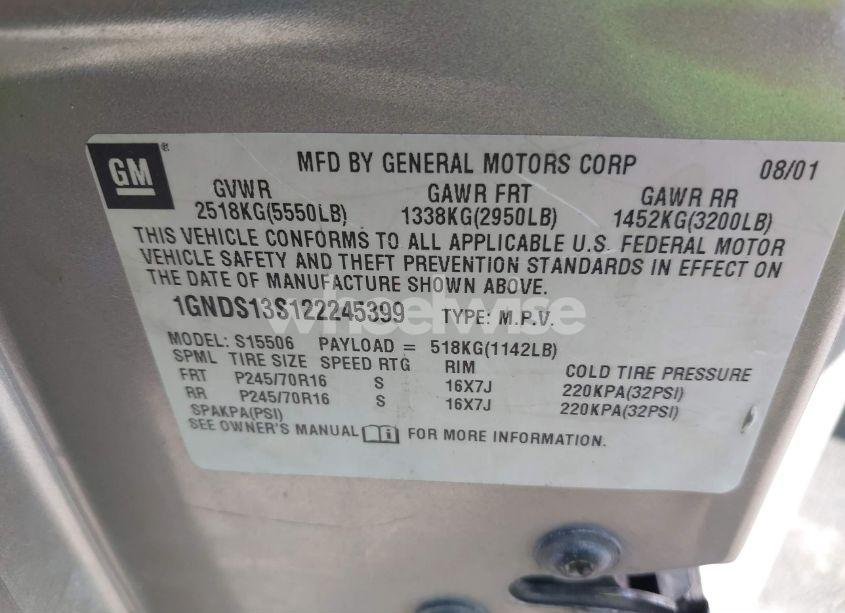 GM ® MFD BY GENERAL MOTORS CORP 08/01
GVWR GAWR FRT GAWR RR
2518KG(5550LB) 1338KG(2950LB) 1452KG(3200LB)
THIS VEHICLE CONFORMS TO ALL APPLICABLE U.S. FEDERAL MOTOR
VEHICLE SAFETY AND THEFT PREVENTION STANDARDS IN EFFECT ON
THE DATE OF MANUFACTURE SHOWN ABOVE.
1GNDS13S122245399 TYPE: M.P.V.
wheelwise
MODEL: S15506 PAYLOAD = 518KG(1142LB)
SPML TIRE SIZE SPEED RTG RIM COLD TIRE PRESSURE
FRT P245/70R16 S 16X7J 220KPA(32PSI)
RR P245/70R16 S 16X7J 220KPA(32PSI)
SPAKPA(PSI)
SEE OWNER'S MANUAL i FOR MORE INFORMATION.